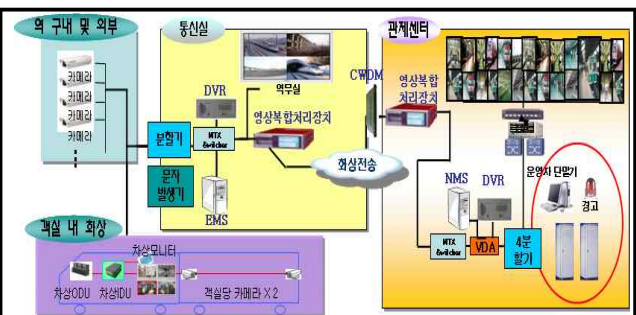 역 구내 및 외부
카메라
카메라
카메라
카메라
통신실
DVR
역무실
영상복합처리장치
분할기
MTX
Switcher
문자
발생기
EMS
화상전송
CWDM
관제센터
영상복합
처리장치
NMS
DVR
MTX
Switcher
VDA
4분
할기
운영자 단말기
경고
객실 내 화상
차상모니터
차상ODU
차상IDU
객실당 카메라 X 2